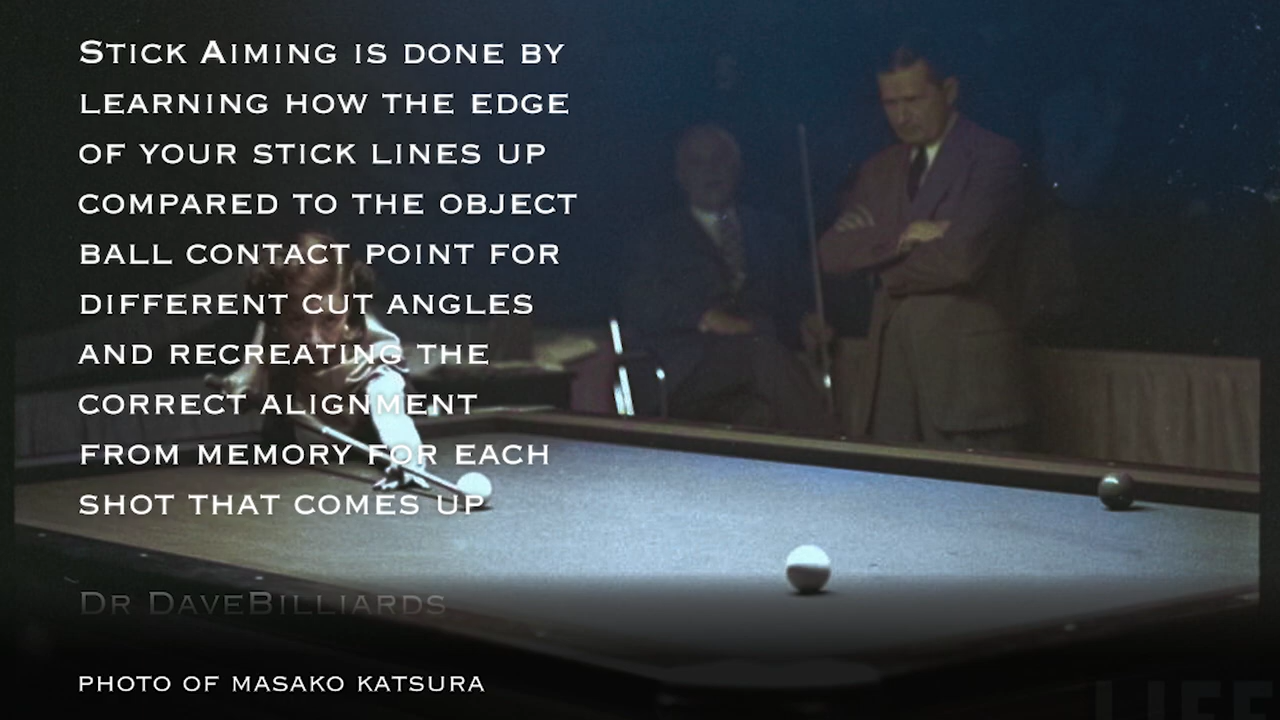 Stick Aiming is done by
learning how the edge
of your stick lines up
compared to the object
ball contact point for
different cut angles
and recreating the
correct alignment
from memory for each
shot that comes up
Dr DaveBilliards
photo of Masako Katsura
LIFE